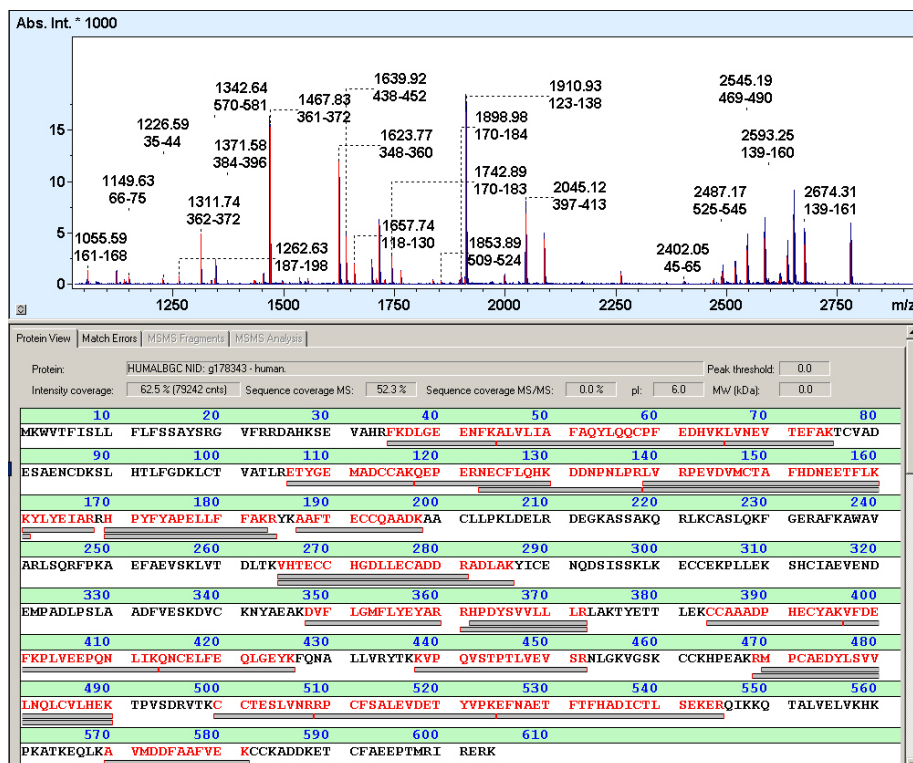 Abs. Int. * 1000
1639.92
438-452
1342.64
570-581
1467.83
361-372
1910.93
123-138
2545.19
469-490
1226.59
35-44
1371.58
384-396
1623.77
348-360
1898.98
170-184
2593.25
139-160
1149.63
66-75
1311.74
362-372
1742.89
170-183
2045.12
397-413
2487.17
525-545
2674.31
139-161
1055.59
161-168
1262.63
187-198
1657.74
118-130
1853.89
509-524
2402.05
45-65
15
10
5
0
1250 1500 1750 2000 2250 2500 2750 m/z
Protein View Match Errors MSMS Fragments MSMS Analysis
Protein: HUMALBGC NID: g178343 - human. Peak threshold: 0.0
Intensity coverage: 62.5 % (79242 cnts) Sequence coverage MS: 52.3 % Sequence coverage MS/MS: 0.0 % pI: 6.0 MW (kDa): 0.0
10 20 30 40 50 60 70 80
MKWVTFISLL FLFSSAYSRG VFRRDAHKSE VAHRFKDLGE ENFKALVLIA FAQYLQQCPF EDHVKLVNEV TEFAKTCVAD
90 100 110 120 130 140 150 160
ESAENCDKSL HTLFGDKLCT VATLRETYGE MADCCAKQEP ERNECFLQHK DDNPNLPRLV RPEVDVMCTA FHDNEETFLK
170 180 190 200 210 220 230 240
KYLYEIARRH PYFYAPELLF FAKRYKAAFT ECCQAADKAA CLLPKLDELR DEGKASSAKQ RLKCASLQKF GERAFKAWAV
250 260 270 280 290 300 310 320
ARLSQRFPKA EFAEVSKLVT DLTKVHTECC HGDLLECADD RADLAKYICE NQDSISSKLK ECCEKPLLEK SHCIAEVEND
330 340 350 360 370 380 390 400
EMPADLPSLA ADFVESKDVC KNYAEAKDVF LGMFLYEYAR RHPDYSVVLL LRLAKTYETT LEKCCAAADP HECYAKVFDE
410 420 430 440 450 460 470 480
FKPLVEEPQN LIKQNCELFE QLGEYKFQNA LLVRYTKKVP QVSTPTLVEV SRNLGKVGSK CCKHPEAKRM PCAEDYLSVV
490 500 510 520 530 540 550 560
LNQLCVLHEK TPVSDRVTKC CTESLVNRRP CFSALEVDET YVPKEFNAET FTFHADICTL SEKERQIKKQ TALVELVKHK
570 580 590 600 610
PKATKEQLKA VMDDFAAFVE KCCKADDKET CFAEEPTMRI RERK